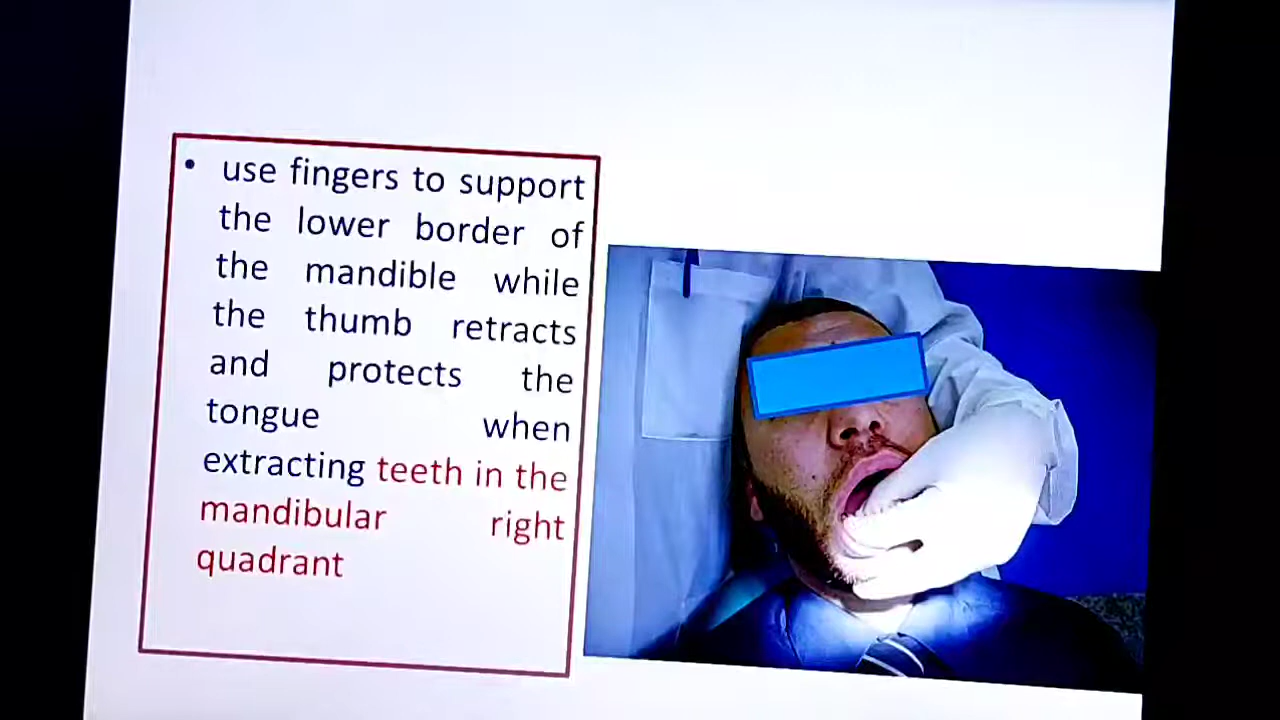 • use fingers to support
the lower border of
the mandible while
the thumb retracts
and protects the
tongue when
extracting teeth in the
mandibular right
quadrant